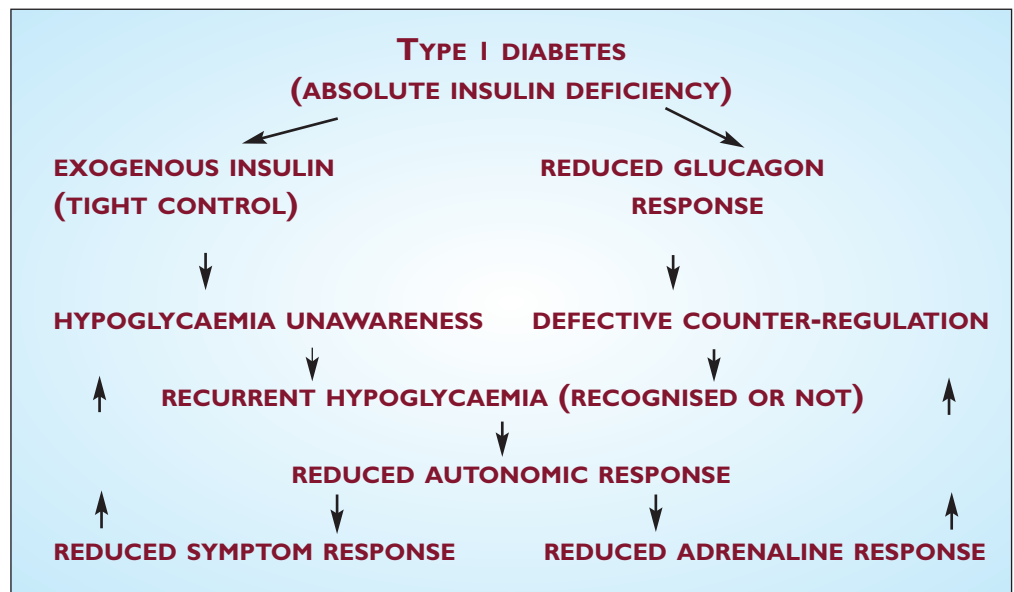 TYPE 1 DIABETES
(ABSOLUTE INSULIN DEFICIENCY)
EXOGENOUS INSULIN
(TIGHT CONTROL)
REDUCED GLUCAGON
RESPONSE
HYPOGLYCAEMIA UNAWARENESS
DEFECTIVE COUNTER-REGULATION
RECURRENT HYPOGLYCAEMIA (RECOGNISED OR NOT)
REDUCED AUTONOMIC RESPONSE
REDUCED SYMPTOM RESPONSE
REDUCED ADRENALINE RESPONSE